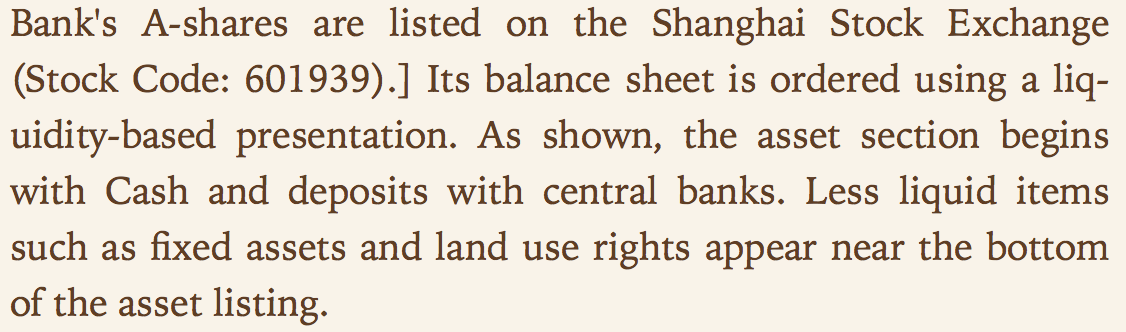 Bank's A-shares are listed on the Shanghai Stock Exchange
(Stock Code: 601939).] Its balance sheet is ordered using a liq-
uidity-based presentation. As shown, the asset section begins
with Cash and deposits with central banks. Less liquid items
such as fixed assets and land use rights appear near the bottom
of the asset listing.